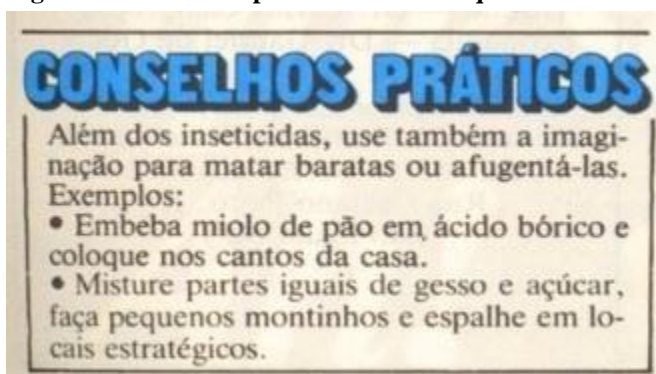 CONSELHOS PRÁTICOS
Além dos inseticidas, use também a imagi-
nação para matar baratas ou afugentá-las.
Exemplos:
• Embeba miolo de pão em ácido bórico e
coloque nos cantos da casa.
• Misture partes iguais de gesso e açúcar,
faça pequenos montinhos e espalhe em lo-
cais estratégicos.